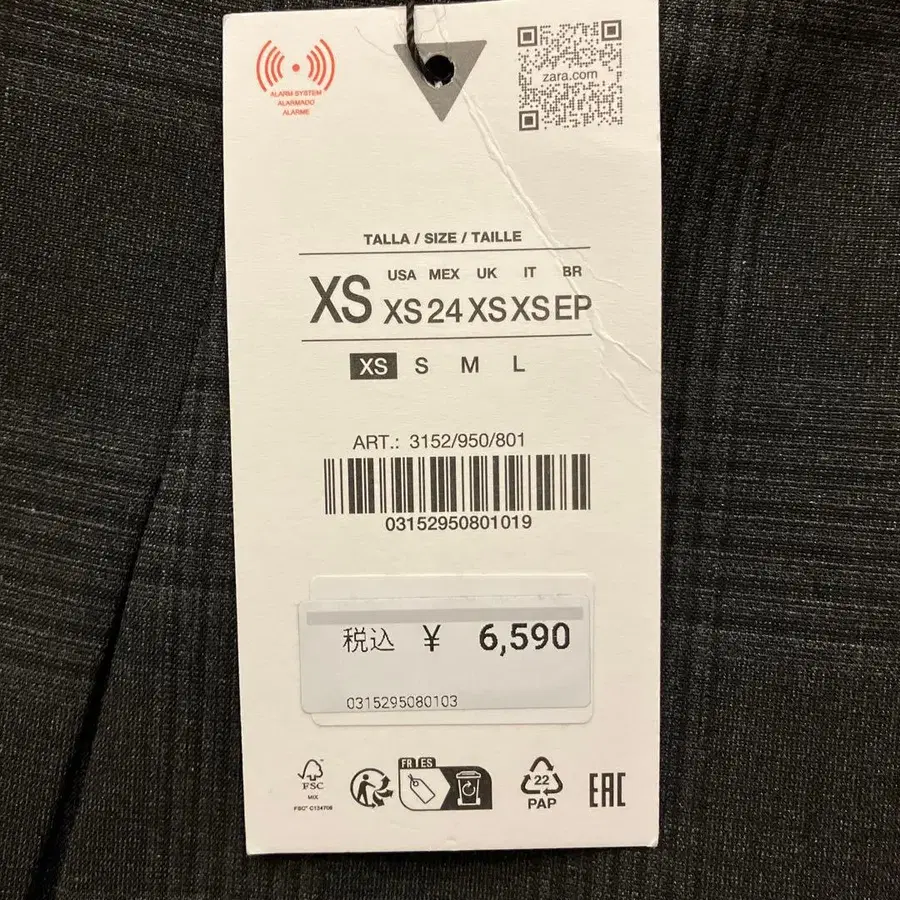 ALARM SYSTEM
ALARMADO
ALARME
zara.com
TALLA / SIZE / TAILLE
USA MEX UK IT BR
XS XS 24 XS XS EP
XS S M L
ART.: 3152/950/801
03152950801019
税込 ¥ 6,590
0315295080103
FR ES
FSC
MIX
FSC® C134706
22
PAP
EAC